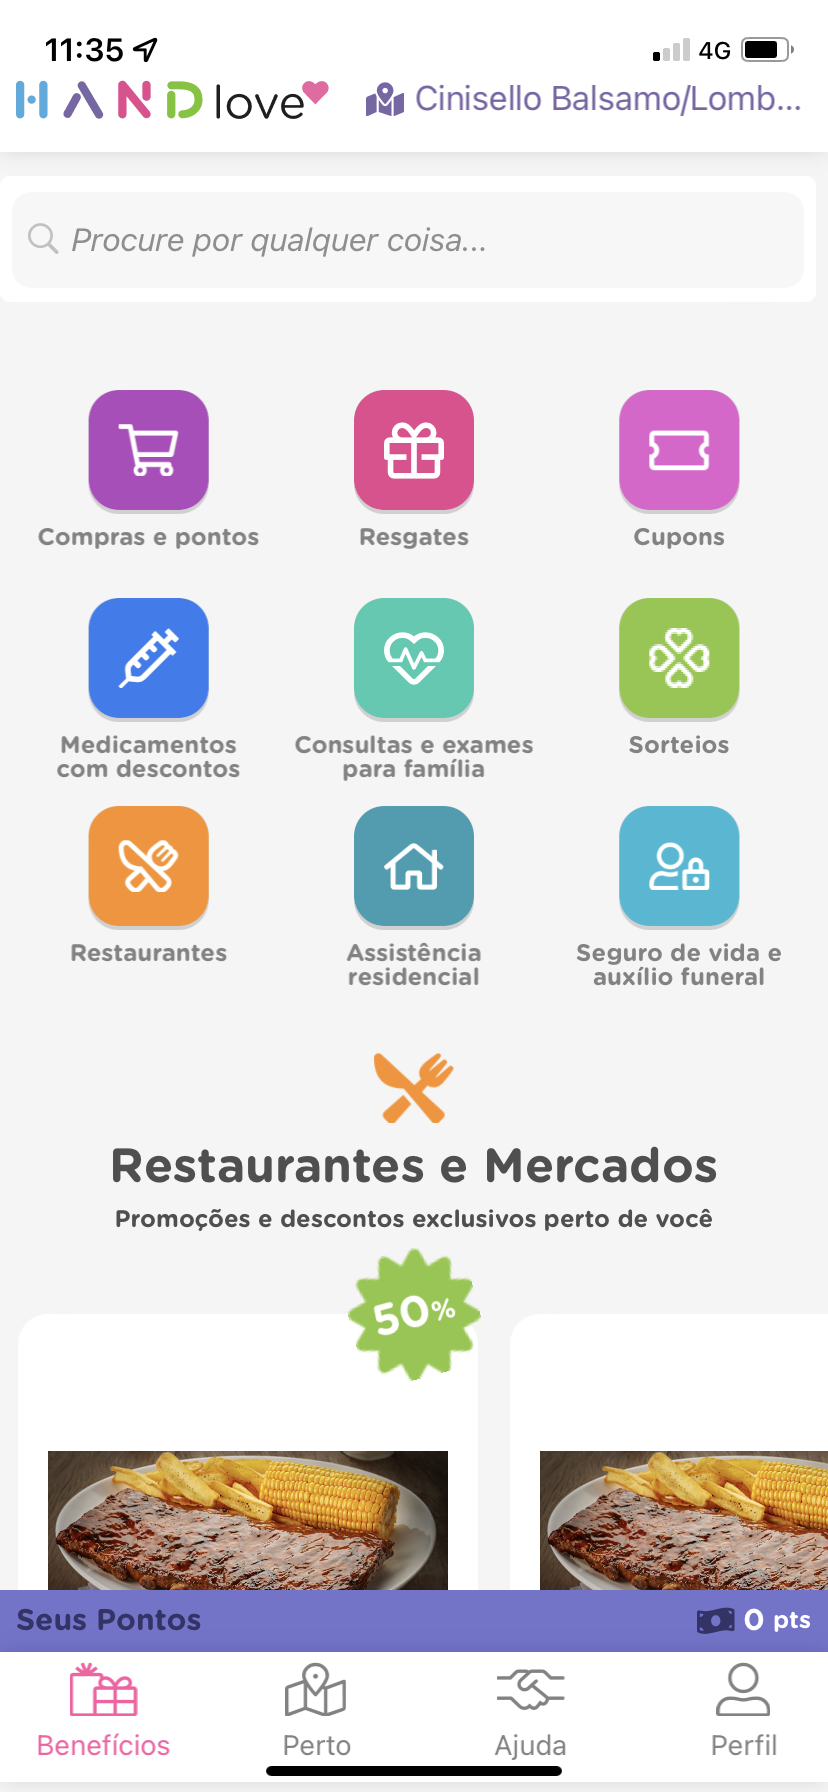 11:35
4G
HAND love
Cinisello Balsamo/Lomb...
Procure por qualquer coisa...
Compras e pontos
Resgates
Cupons
Medicamentos
com descontos
Consultas e exames
para família
Sorteios
Restaurantes
Assistência
residencial
Seguro de vida e
auxílio funeral
Restaurantes e Mercados
Promoções e descontos exclusivos perto de você
50%
Seus Pontos
0 pts
Benefícios
Perto
Ajuda
Perfil